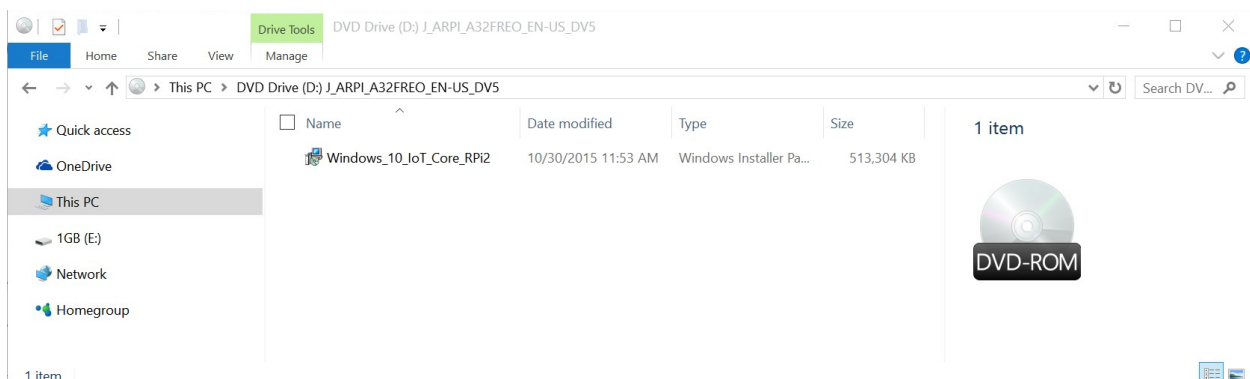 Drive Tools DVD Drive (D:) J_ARPI_A32FREO_EN-US_DV5
File Home Share View Manage
This PC > DVD Drive (D:) J_ARPI_A32FREO_EN-US_DV5 Search DV...
Quick access
OneDrive
This PC
1GB (E:)
Network
Homegroup
Name Date modified Type Size
Windows_10_IoT_Core_RPi2 10/30/2015 11:53 AM Windows Installer Pa... 513,304 KB
1 item
DVD-ROM
1 item